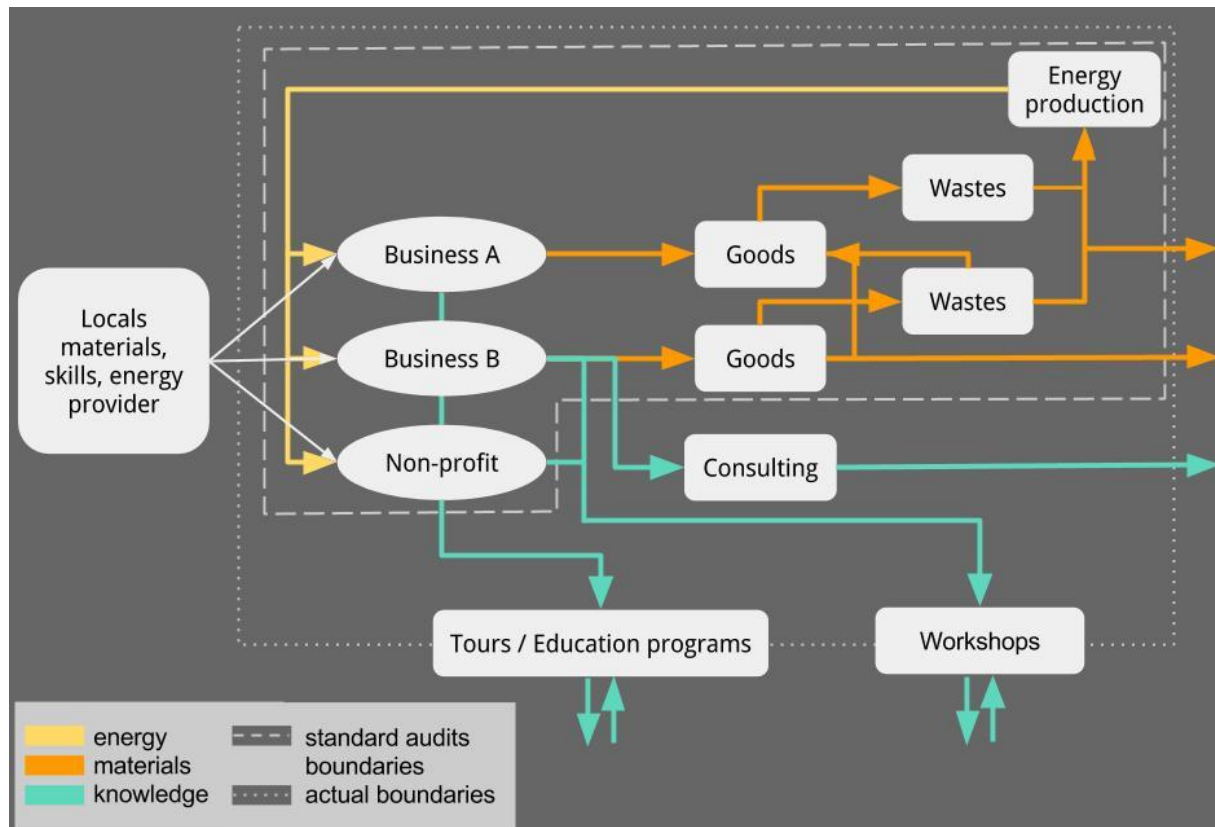 Energy
production
Wastes
Business A
Goods
Wastes
Locals
materials,
skills, energy
provider
Business B
Goods
Non-profit
Consulting
Tours / Education programs
Workshops
energy
materials
knowledge
standard audits
boundaries
actual boundaries